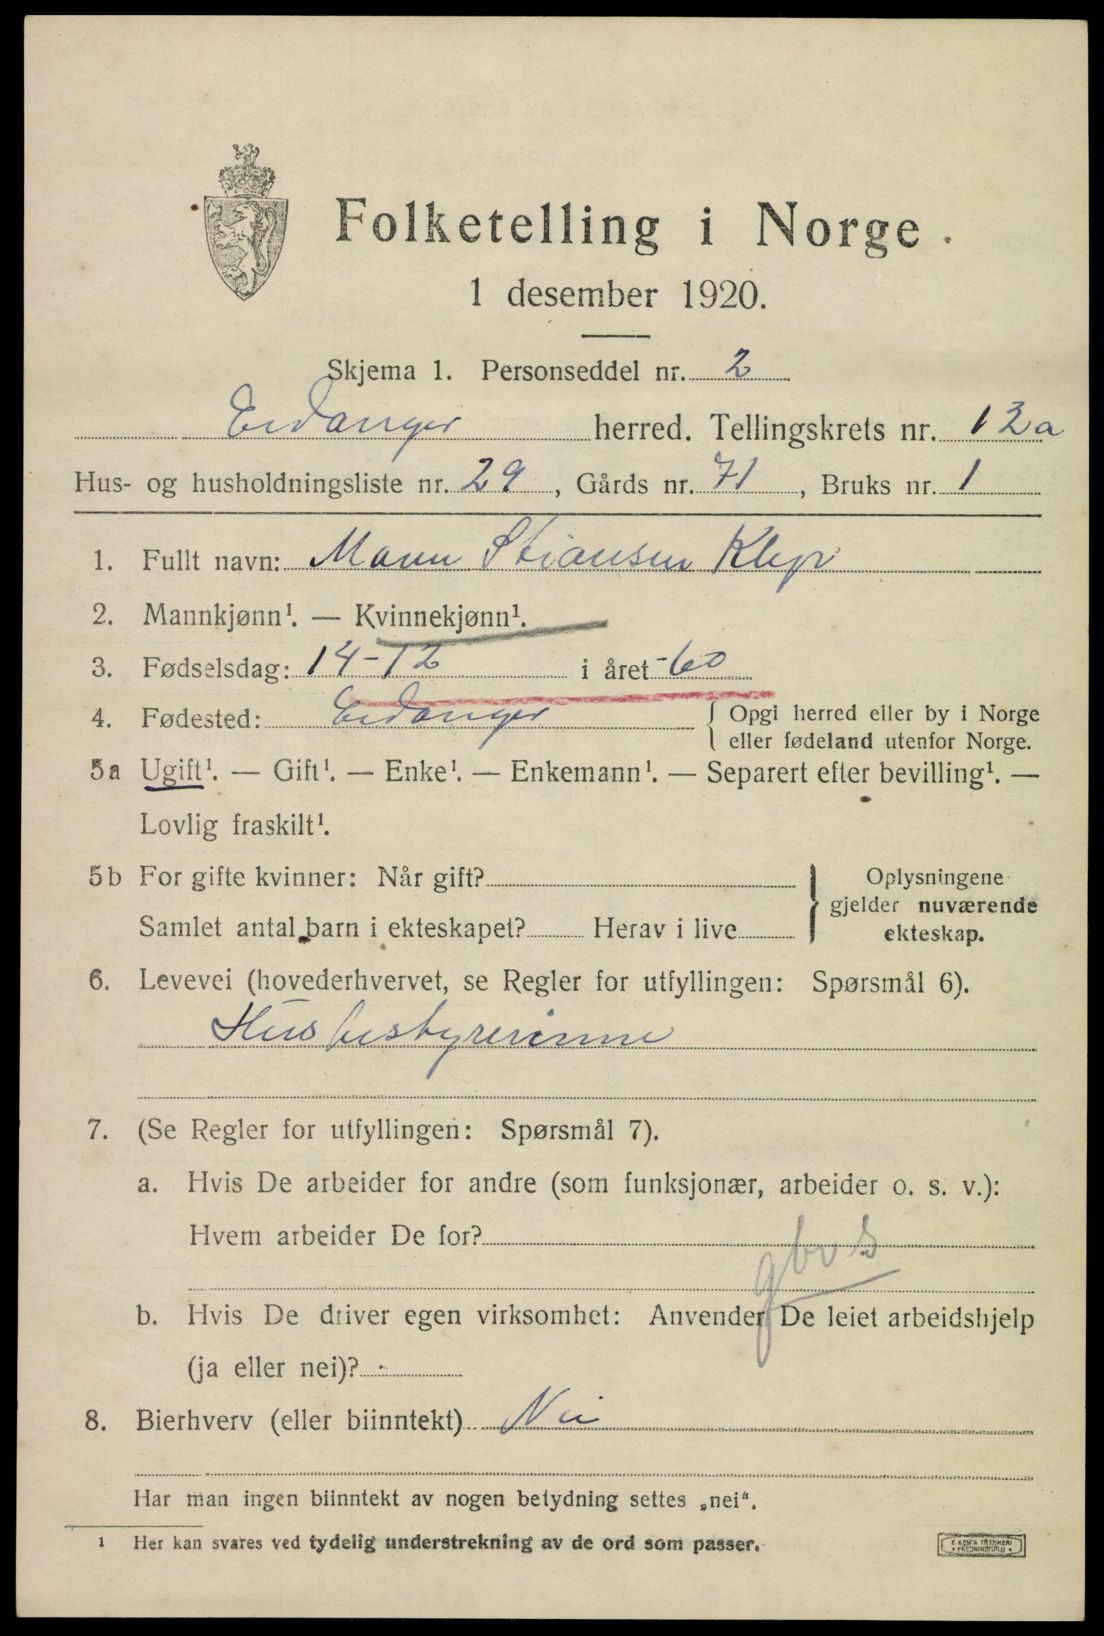 Folketelling i Norge.
1 desember 1920.
Skjema 1. Personseddel nr. 2
Eidanger herred. Tellingskrets nr. 13a
Hus- og husholdningsliste nr. 29, Gårds nr. 71, Bruks nr. 1
1. Fullt navn: Maren Stiansen Klep
2. Mannkjønn¹. — Kvinnekjønn¹.
3. Fødselsdag: 14-12 i året -60
4. Fødested: Eidanger { Opgi herred eller by i Norge
eller fødeland utenfor Norge.
5a Ugift¹. — Gift¹. — Enke¹. — Enkemann¹. — Separert efter bevilling¹. —
Lovlig fraskilt¹.
5b For gifte kvinner: Når gift? } Oplysningene
gjelder nuværende
Samlet antal barn i ekteskapet? Herav i live
ekteskap.
6. Levevei (hovederhvervet, se Regler for utfyllingen: Spørsmål 6).
Husbestyrerinne
7. (Se Regler for utfyllingen: Spørsmål 7).
a. Hvis De arbeider for andre (som funksjonær, arbeider o. s. v.):
Hvem arbeider De for?
b. Hvis De driver egen virksomhet: Anvender De leiet arbeidshjelp
(ja eller nei)?
8. Bierhverv (eller biinntekt) Nei
Har man ingen biinntekt av nogen betydning settes „nei“.
¹ Her kan svares ved tydelig understrekning av de ord som passer.